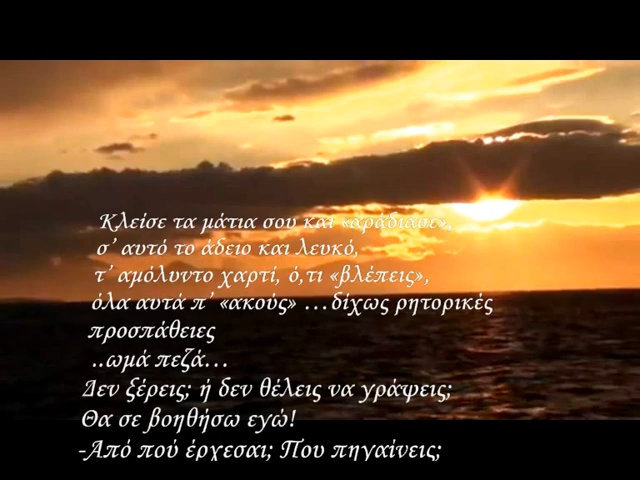 Κλείσε τα μάτια σου και «αράδιασε»,
σ’ αυτό το άδειο και λευκό,
τ’ αμόλυντο χαρτί, ό,τι «βλέπεις»,
όλα αυτά π’ «ακούς» …δίχως ρητορικές
προσπάθειες
..ωμά πεζά…
Δεν ξέρεις; ή δεν θέλεις να γράψεις;
Θα σε βοηθήσω εγώ!
-Από πού έρχεσαι; Που πηγαίνεις;